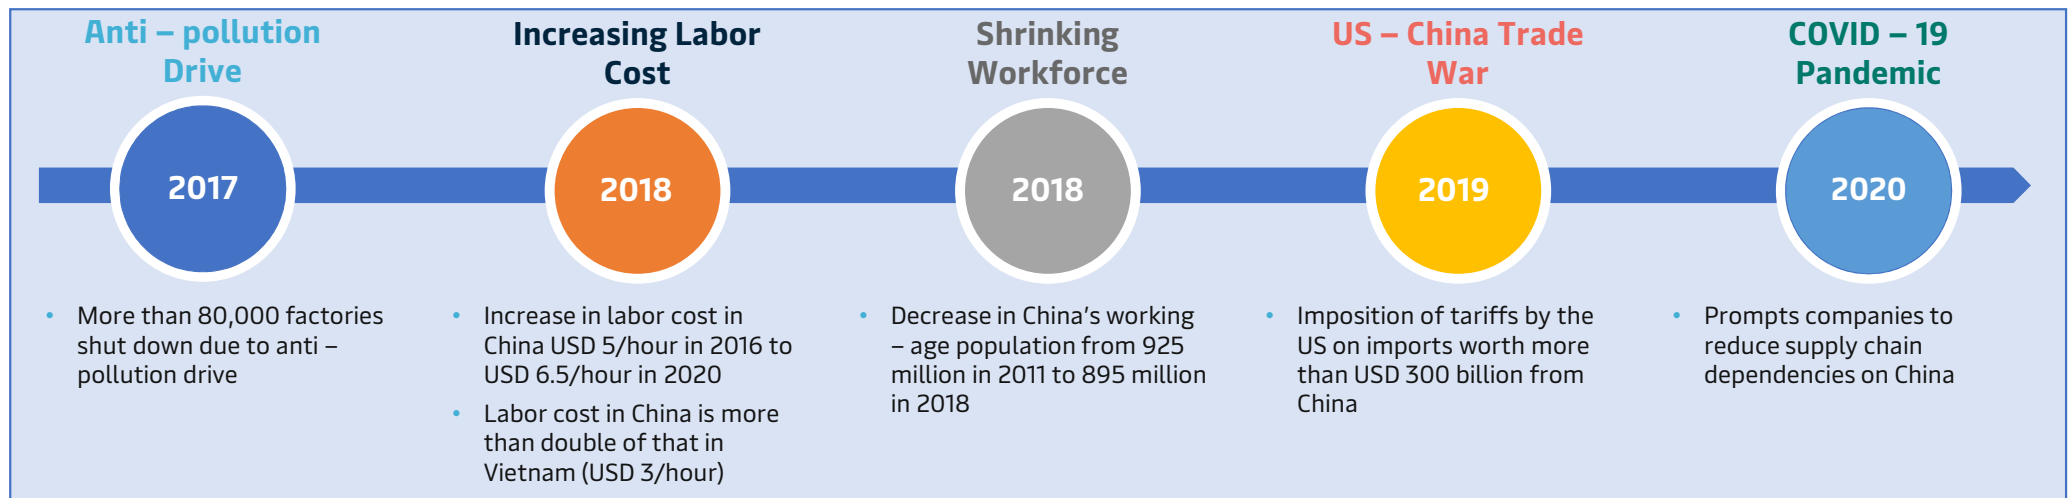 Anti – pollution
Drive
2017
• More than 80,000 factories
shut down due to anti –
pollution drive
Increasing Labor
Cost
2018
• Increase in labor cost in
China USD 5/hour in 2016 to
USD 6.5/hour in 2020
• Labor cost in China is more
than double of that in
Vietnam (USD 3/hour)
Shrinking
Workforce
2018
• Decrease in China's working
– age population from 925
million in 2011 to 895 million
in 2018
US – China Trade
War
2019
• Imposition of tariffs by the
US on imports worth more
than USD 300 billion from
China
COVID – 19
Pandemic
2020
• Prompts companies to
reduce supply chain
dependencies on China